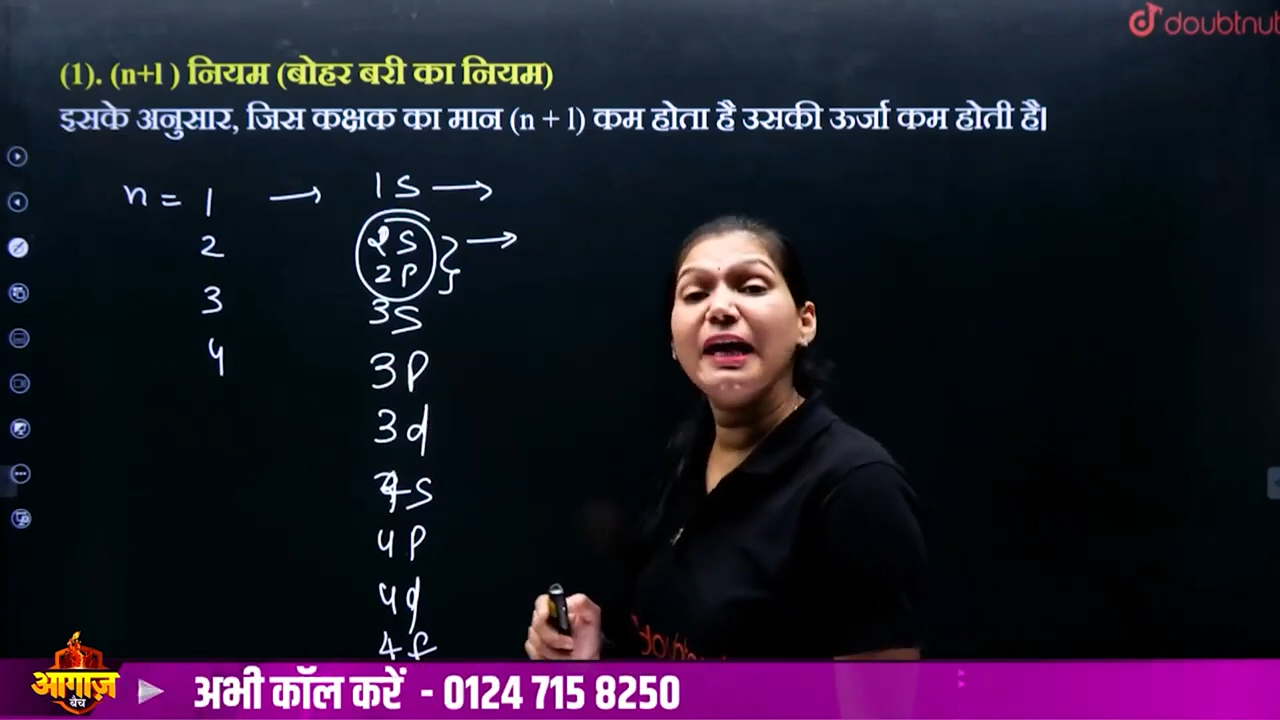 doubtnut
(1). (n+l ) नियम (बोहर बरी का नियम)
इसके अनुसार, जिस कक्षक का मान (n + l) कम होता है उसकी ऊर्जा कम होती है।
n = 1 → 1S →
2 2S } →
2P
3 3S
4 3P
3d
4S
4P
4d
4f
आगाज़
बैच
अभी कॉल करें - 0124 715 8250